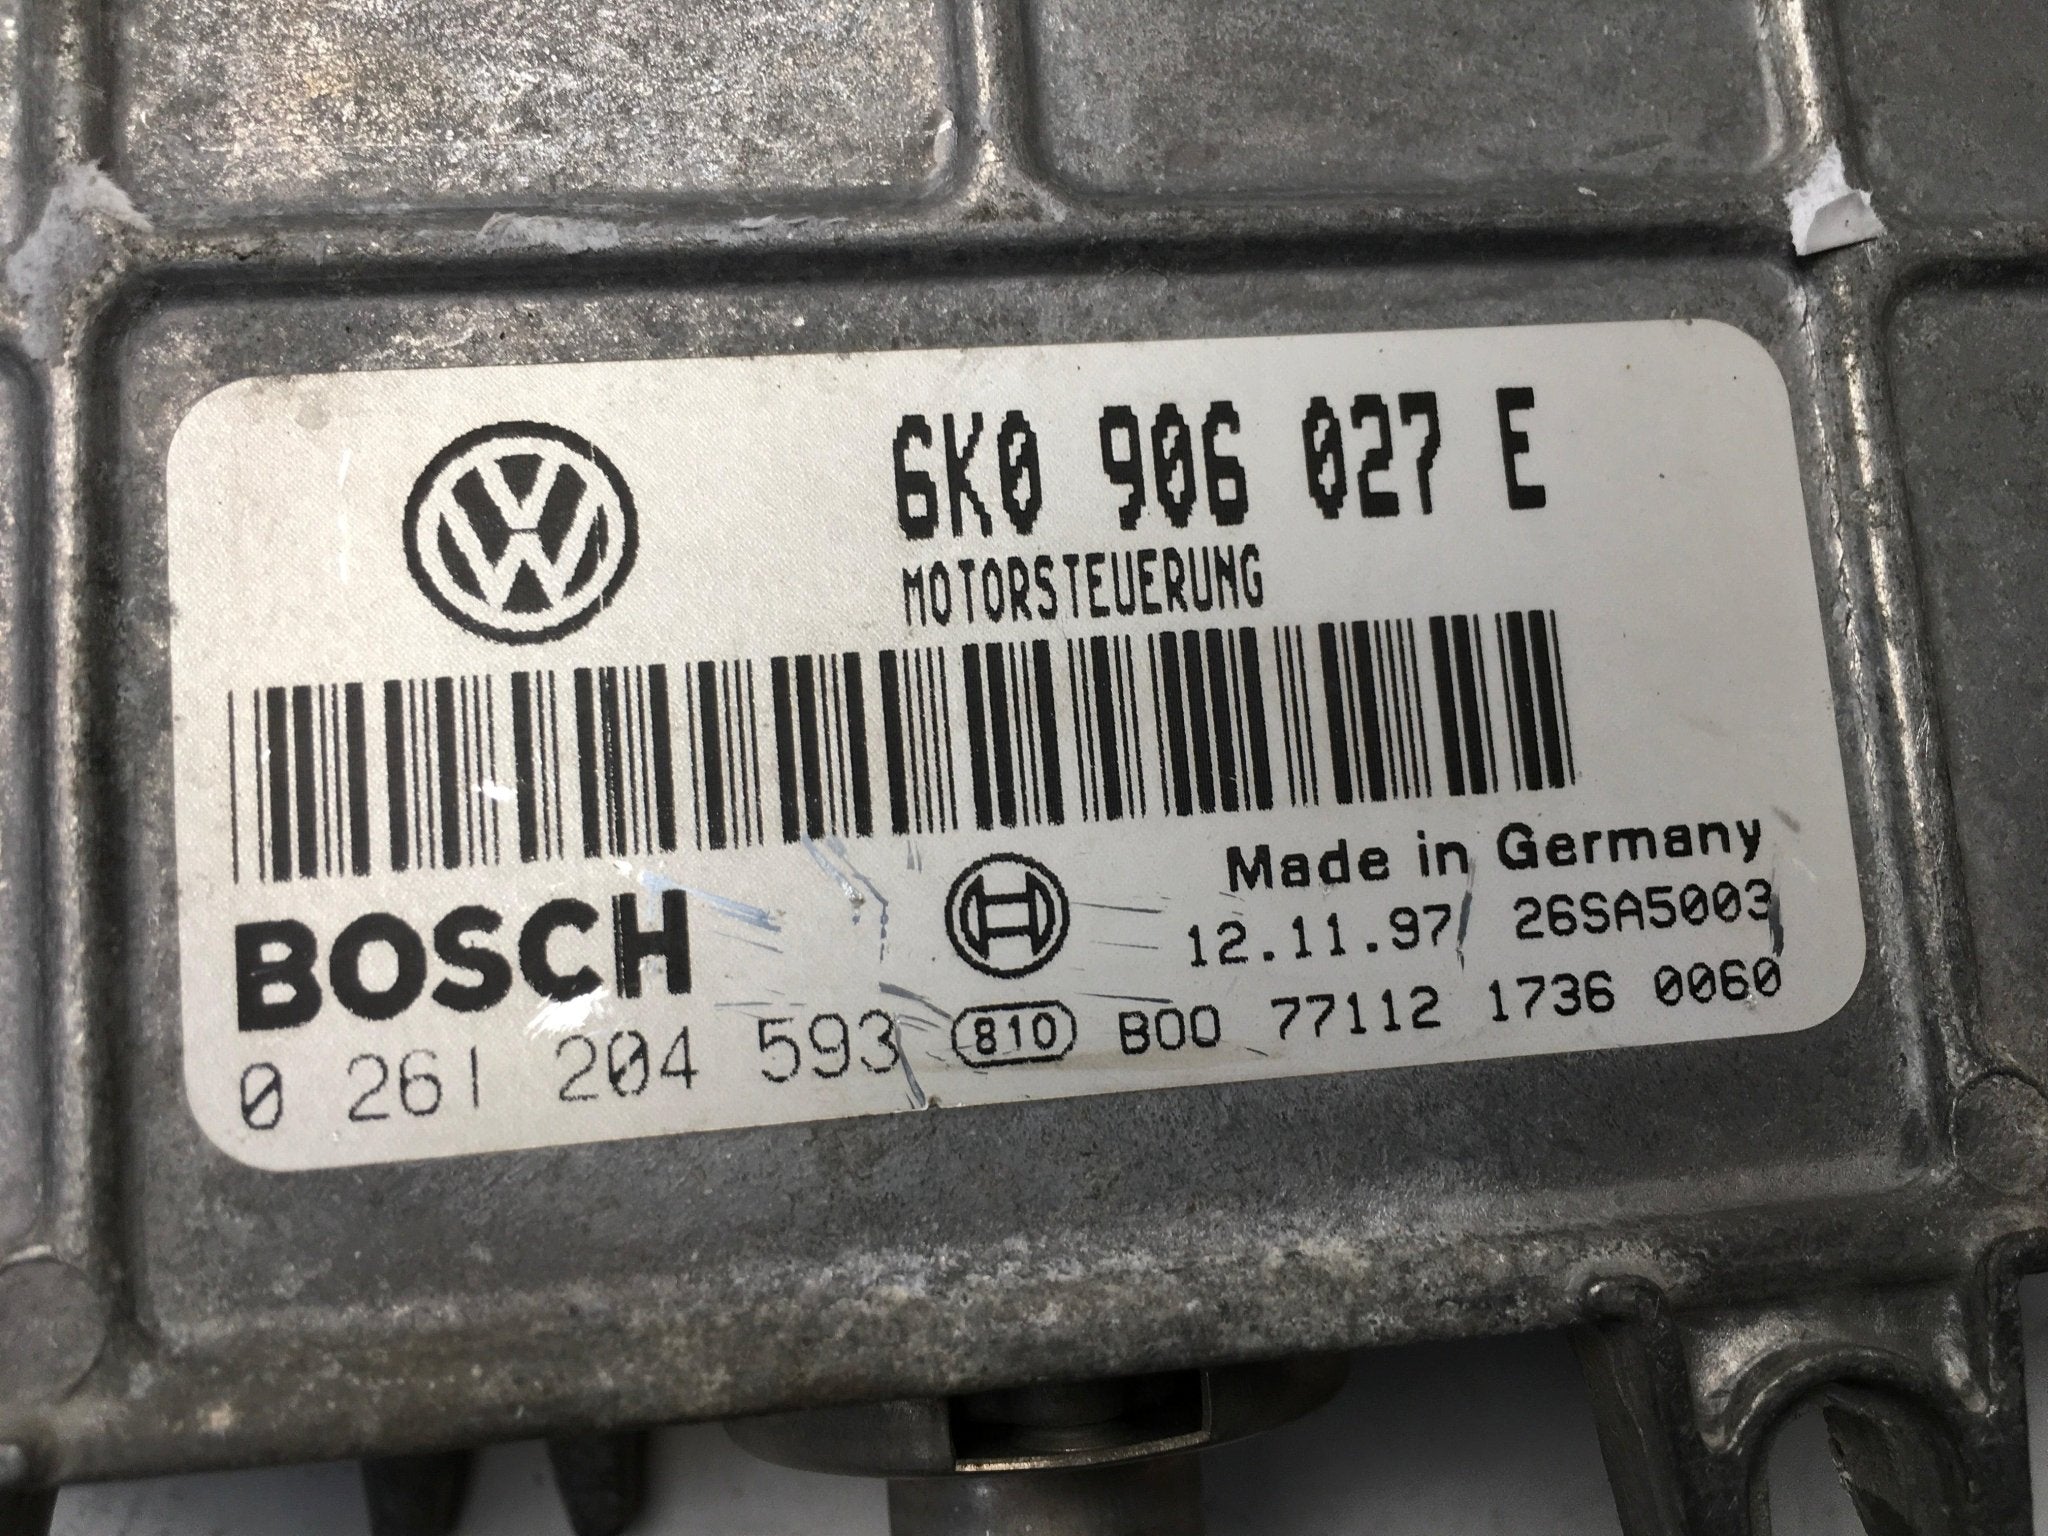 6K0 906 027 E
MOTORSTEUERUNG
Made in Germany
BOSCH
12.11.97 26SA5003
0 261 204 593 810 B00 77112 1736 0060